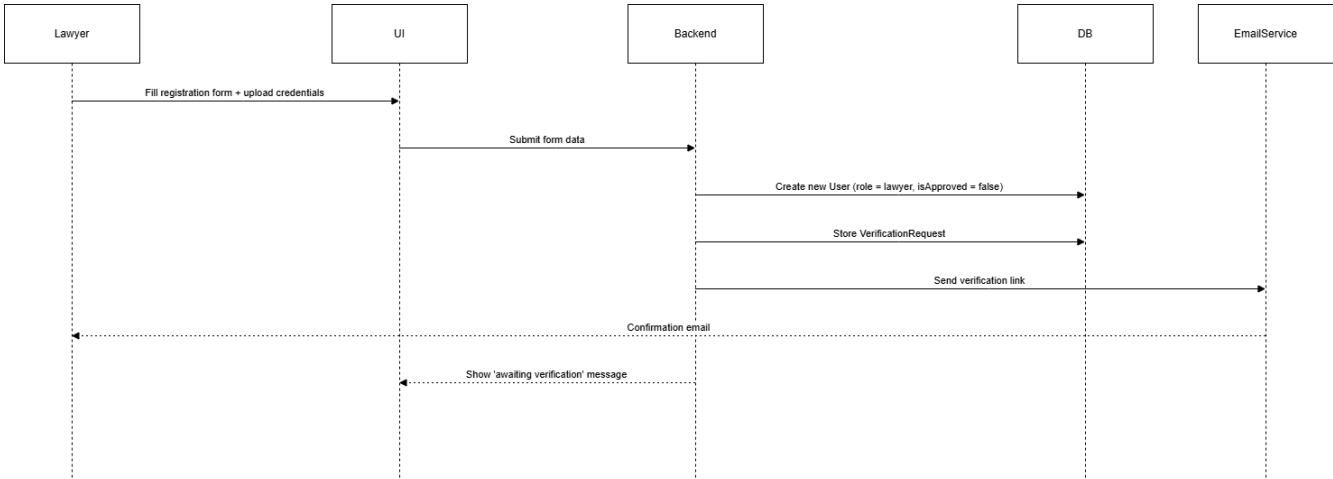 Lawyer
UI
Backend
DB
EmailService
Fill registration form + upload credentials
Submit form data
Create new User (role = lawyer, isApproved = false)
Store VerificationRequest
Send verification link
Confirmation email
Show 'awaiting verification' message